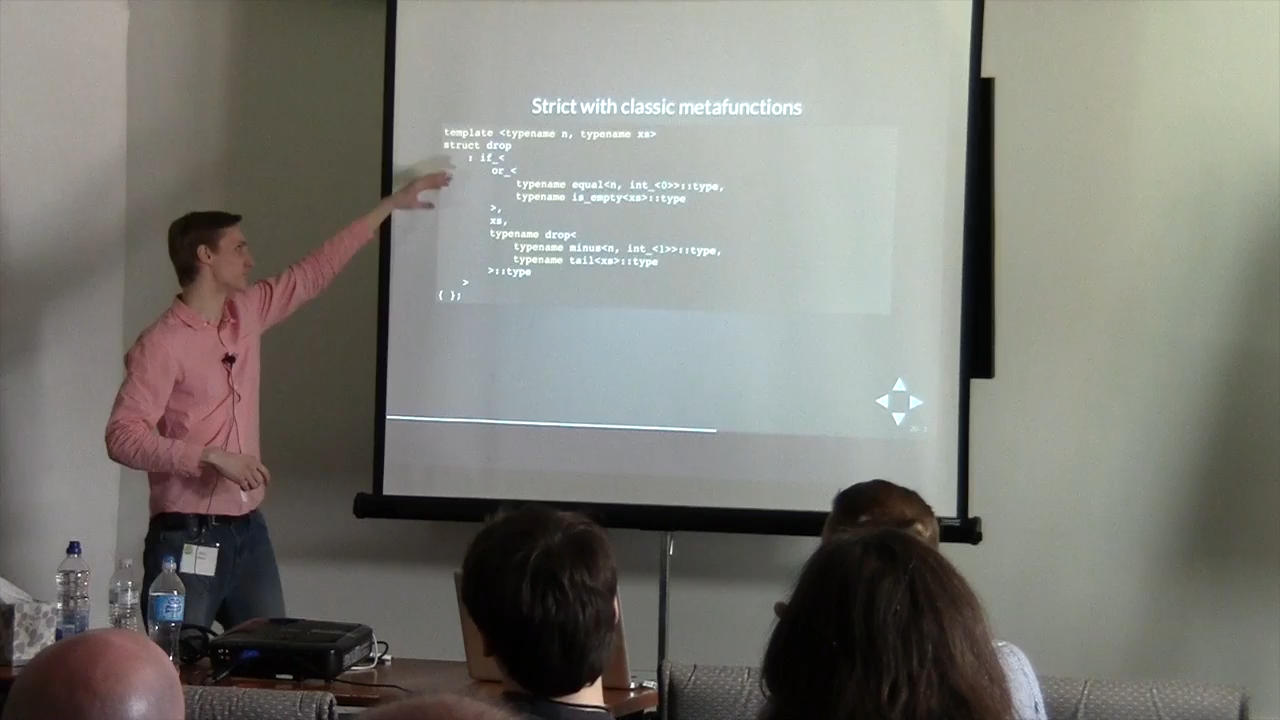 Strict with classic metafunctions
template <typename n, typename xs>
struct drop
: if_<
or_<
typename equal<n, int_<0>>::type,
typename is_empty<xs>::type
>,
xs,
typename drop<
typename minus<n, int_<1>>::type,
typename tail<xs>::type
>::type
>
{ };